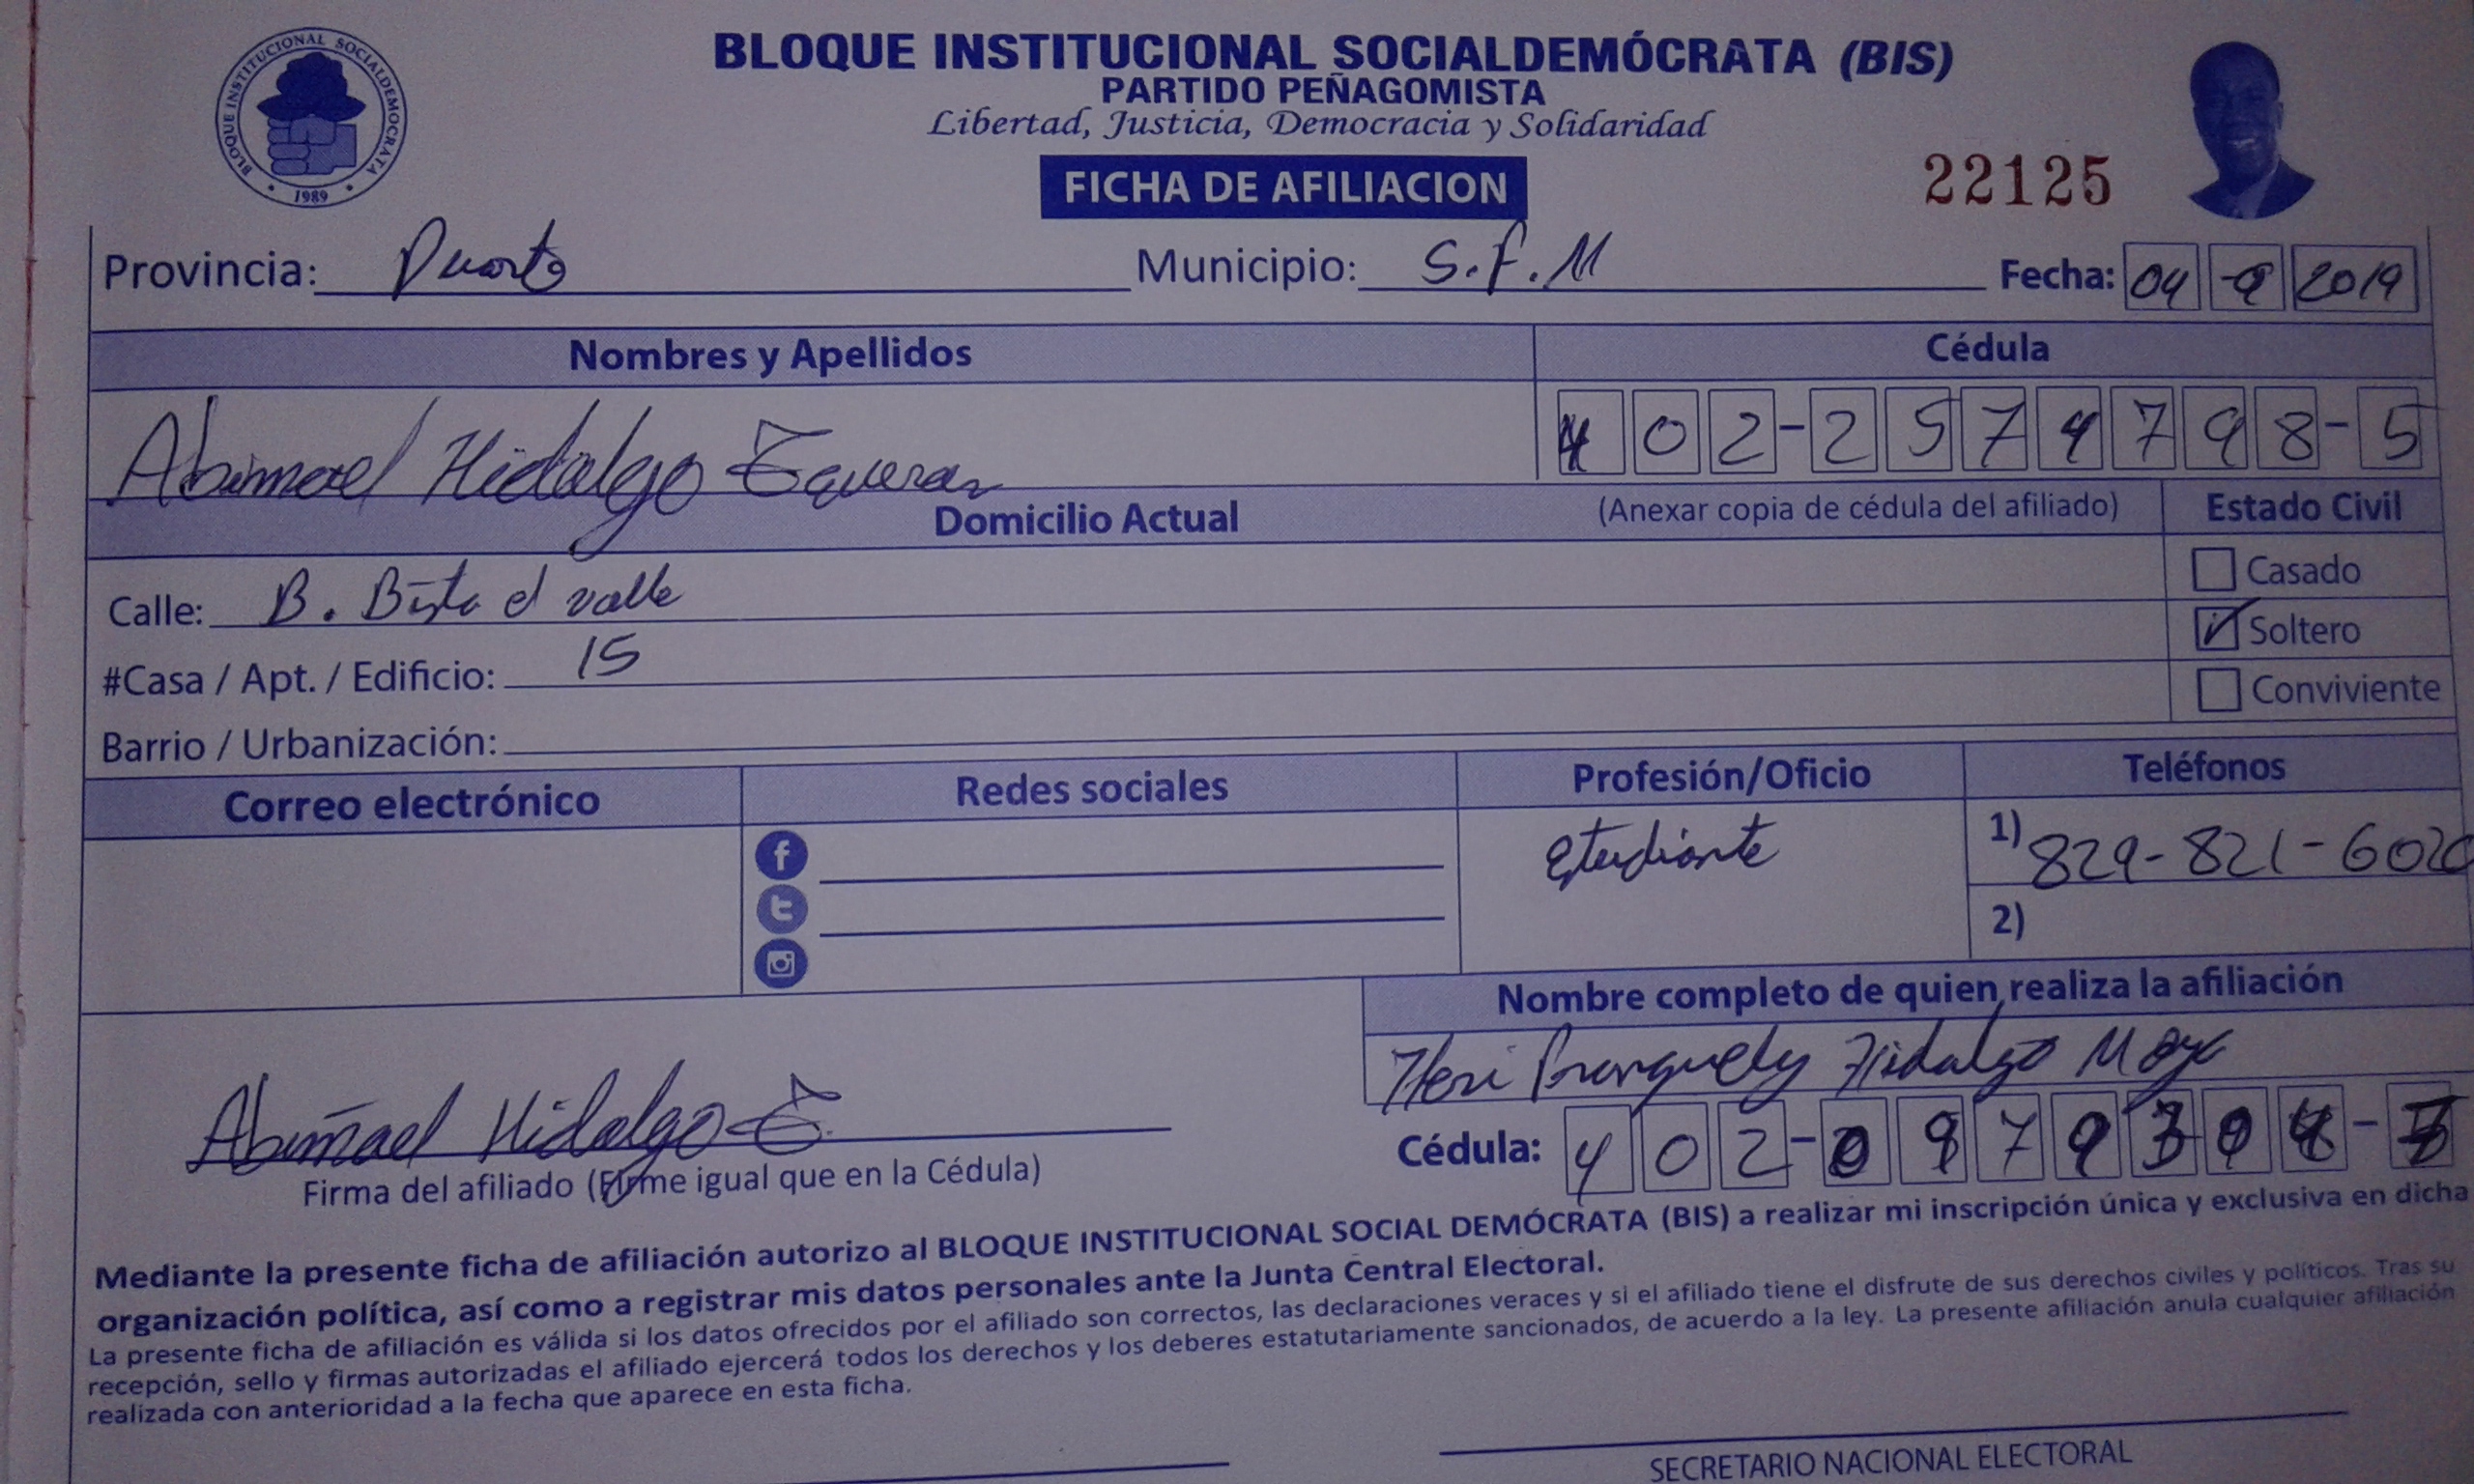 BLOQUE INSTITUCIONAL SOCIALDEMOCRATA
1989
BLOQUE INSTITUCIONAL SOCIALDEMÓCRATA (BIS)
PARTIDO PEÑAGOMISTA
Libertad, Justicia, Democracia y Solidaridad
FICHA DE AFILIACION
22125
Provincia: Duarte Municipio: S.F.M Fecha: 04 2019
Nombres y Apellidos Cédula
Abimael Hidalgo 402-2574798-5
Domicilio Actual (Anexar copia de cédula del afiliado) Estado Civil
Calle: B. Bista el valle Casado
#Casa / Apt. / Edificio: 15 Soltero
Barrio / Urbanización: Conviviente
Correo electrónico Redes sociales Profesión/Oficio Teléfonos
Etudiante 1) 829-821-6020
2)
Nombre completo de quien realiza la afiliación
Hidalgo
Abimael Hidalgo
Cédula: 402-
Firma del afiliado (Firme igual que en la Cédula)
Mediante la presente ficha de afiliación autorizo al BLOQUE INSTITUCIONAL SOCIAL DEMÓCRATA (BIS) a realizar mi inscripción única y exclusiva en dicha
organización política, así como a registrar mis datos personales ante la Junta Central Electoral.
La presente ficha de afiliación es válida si los datos ofrecidos por el afiliado son correctos, las declaraciones veraces y si el afiliado tiene el disfrute de sus derechos civiles y políticos. Tras su
recepción, sello y firmas autorizadas el afiliado ejercerá todos los derechos y los deberes estatutariamente sancionados, de acuerdo a la ley. La presente afiliación anula cualquier afiliación
realizada con anterioridad a la fecha que aparece en esta ficha.
SECRETARIO NACIONAL ELECTORAL